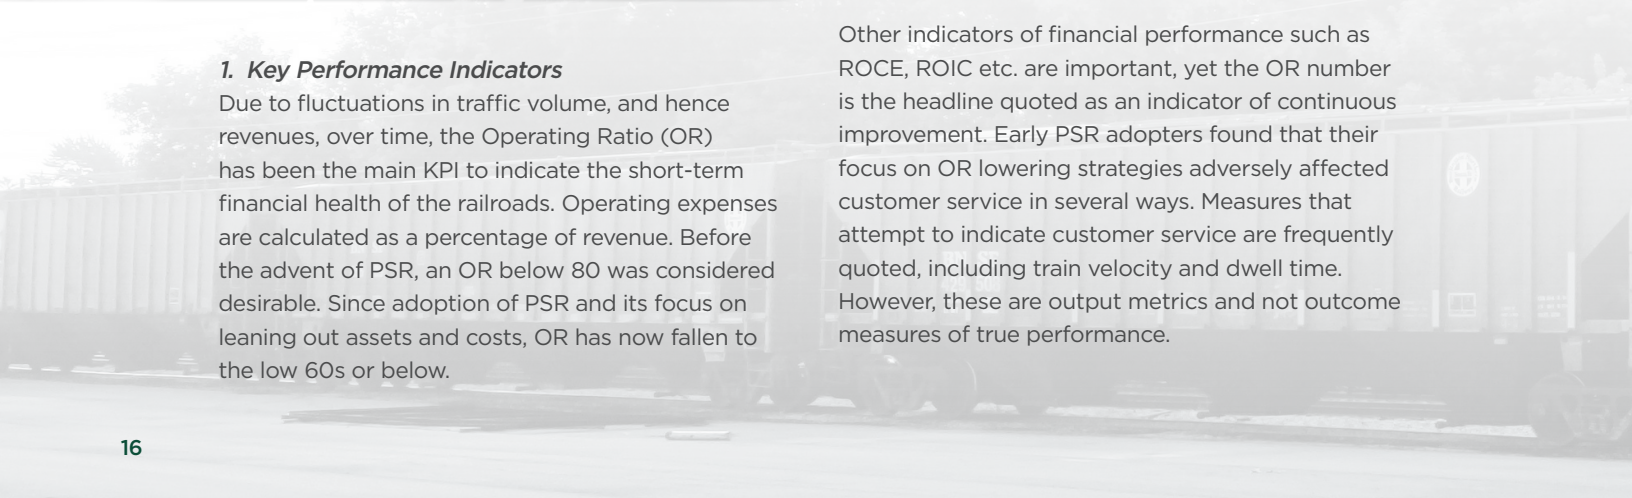 1. Key Performance Indicators
Due to fluctuations in traffic volume, and hence
revenues, over time, the Operating Ratio (OR)
has been the main KPI to indicate the short-term
financial health of the railroads. Operating expenses
are calculated as a percentage of revenue. Before
the advent of PSR, an OR below 80 was considered
desirable. Since adoption of PSR and its focus on
leaning out assets and costs, OR has now fallen to
the low 60s or below.
Other indicators of financial performance such as
ROCE, ROIC etc. are important, yet the OR number
is the headline quoted as an indicator of continuous
improvement. Early PSR adopters found that their
focus on OR lowering strategies adversely affected
customer service in several ways. Measures that
attempt to indicate customer service are frequently
quoted, including train velocity and dwell time.
However, these are output metrics and not outcome
measures of true performance.
16